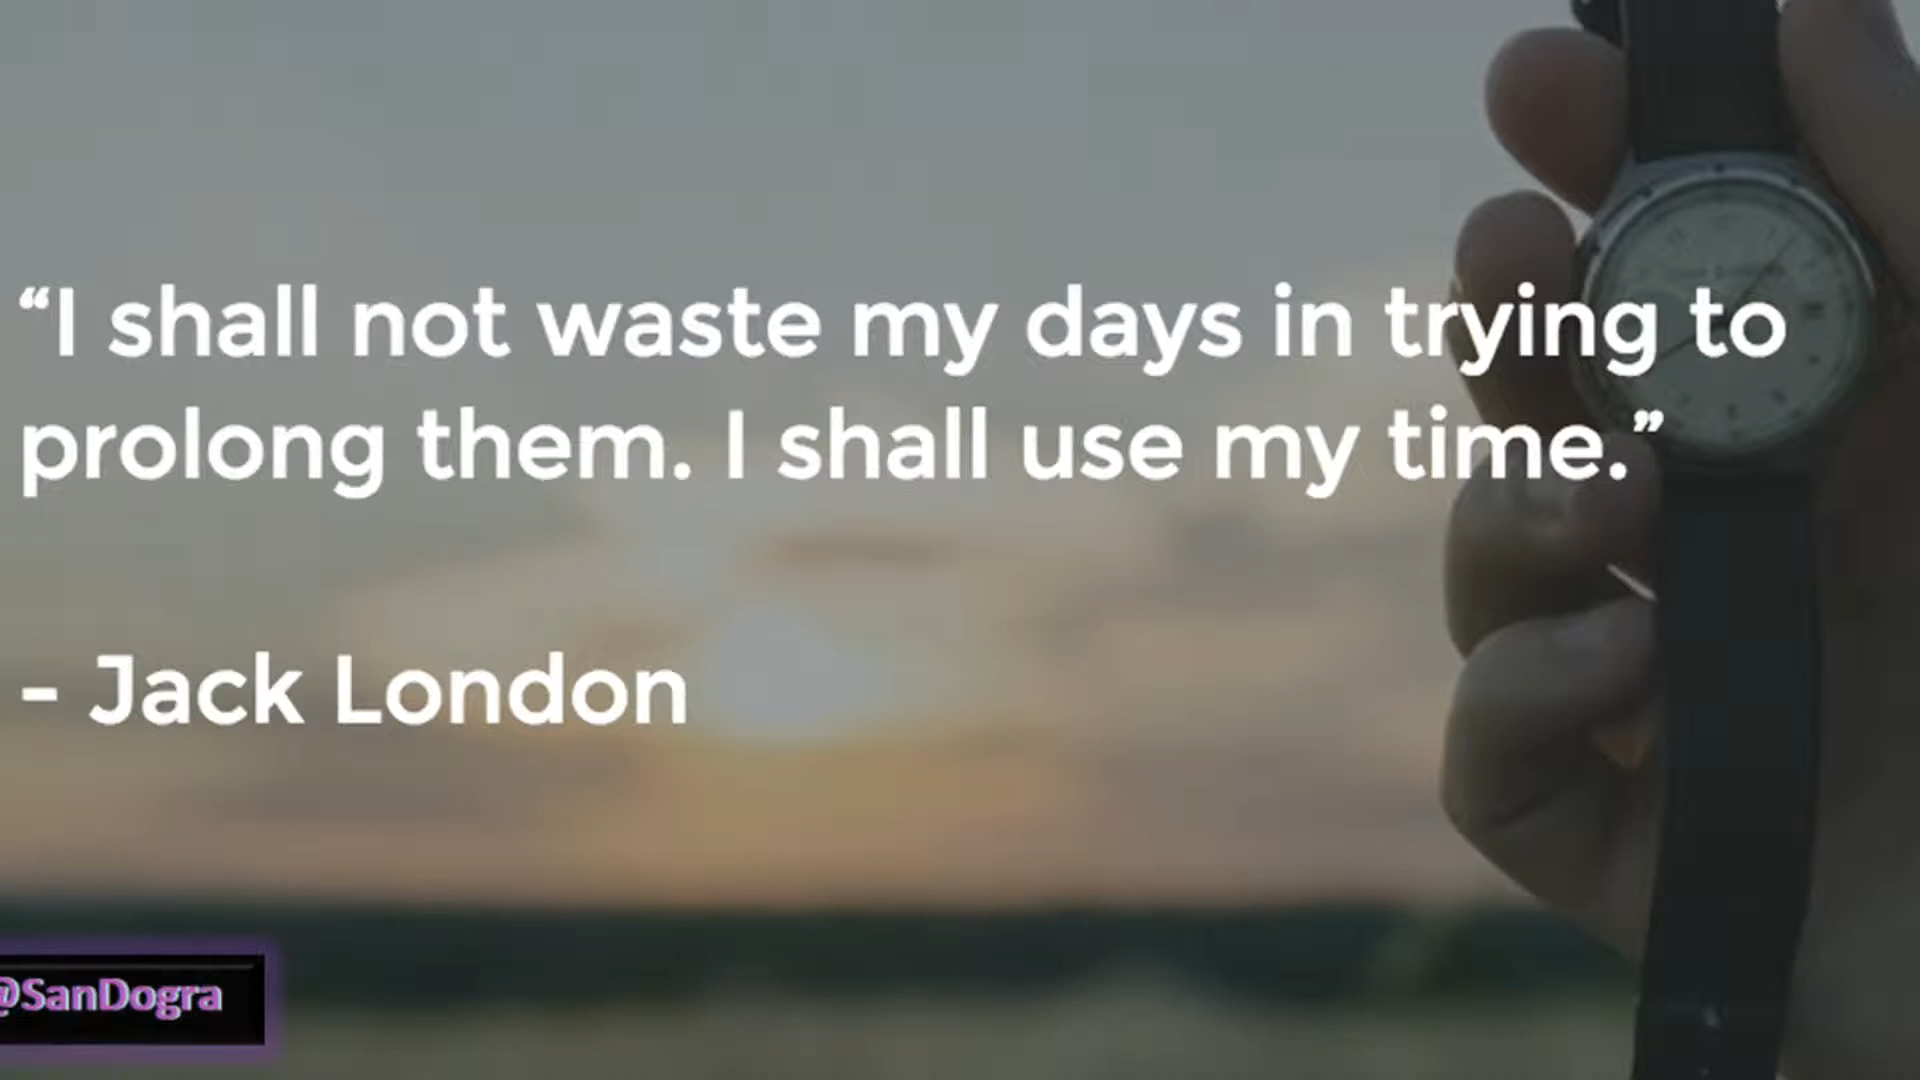 “I shall not waste my days in trying to
prolong them. I shall use my time.”
- Jack London
@SanDogra